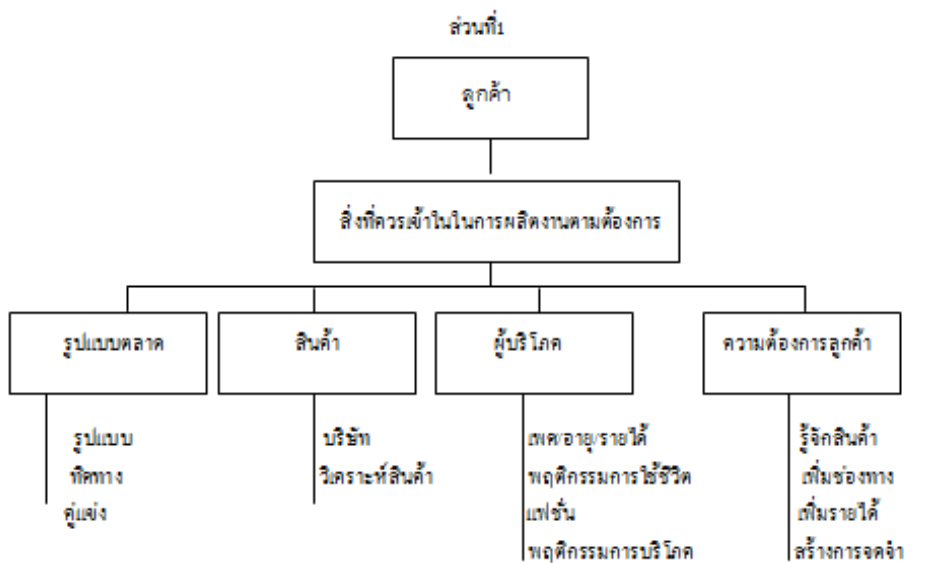 ส่วนที่1
ลูกค้า
สิ่งที่ควรเข้าในในการผลิตงานตามต้องการ
รูปแบบตลาด
สินค้า
ผู้บริโภค
ความต้องการลูกค้า
รูปแบบ
ทิศทาง
คู่แข่ง
บริษัท
วิเคราะห์สินค้า
เพศ/อายุ/รายได้
พฤติกรรมการใช้ชีวิต
แฟชั่น
พฤติกรรมการบริโภค
รู้จักสินค้า
เพิ่มช่องทาง
เพิ่มรายได้
สร้างการจดจำ